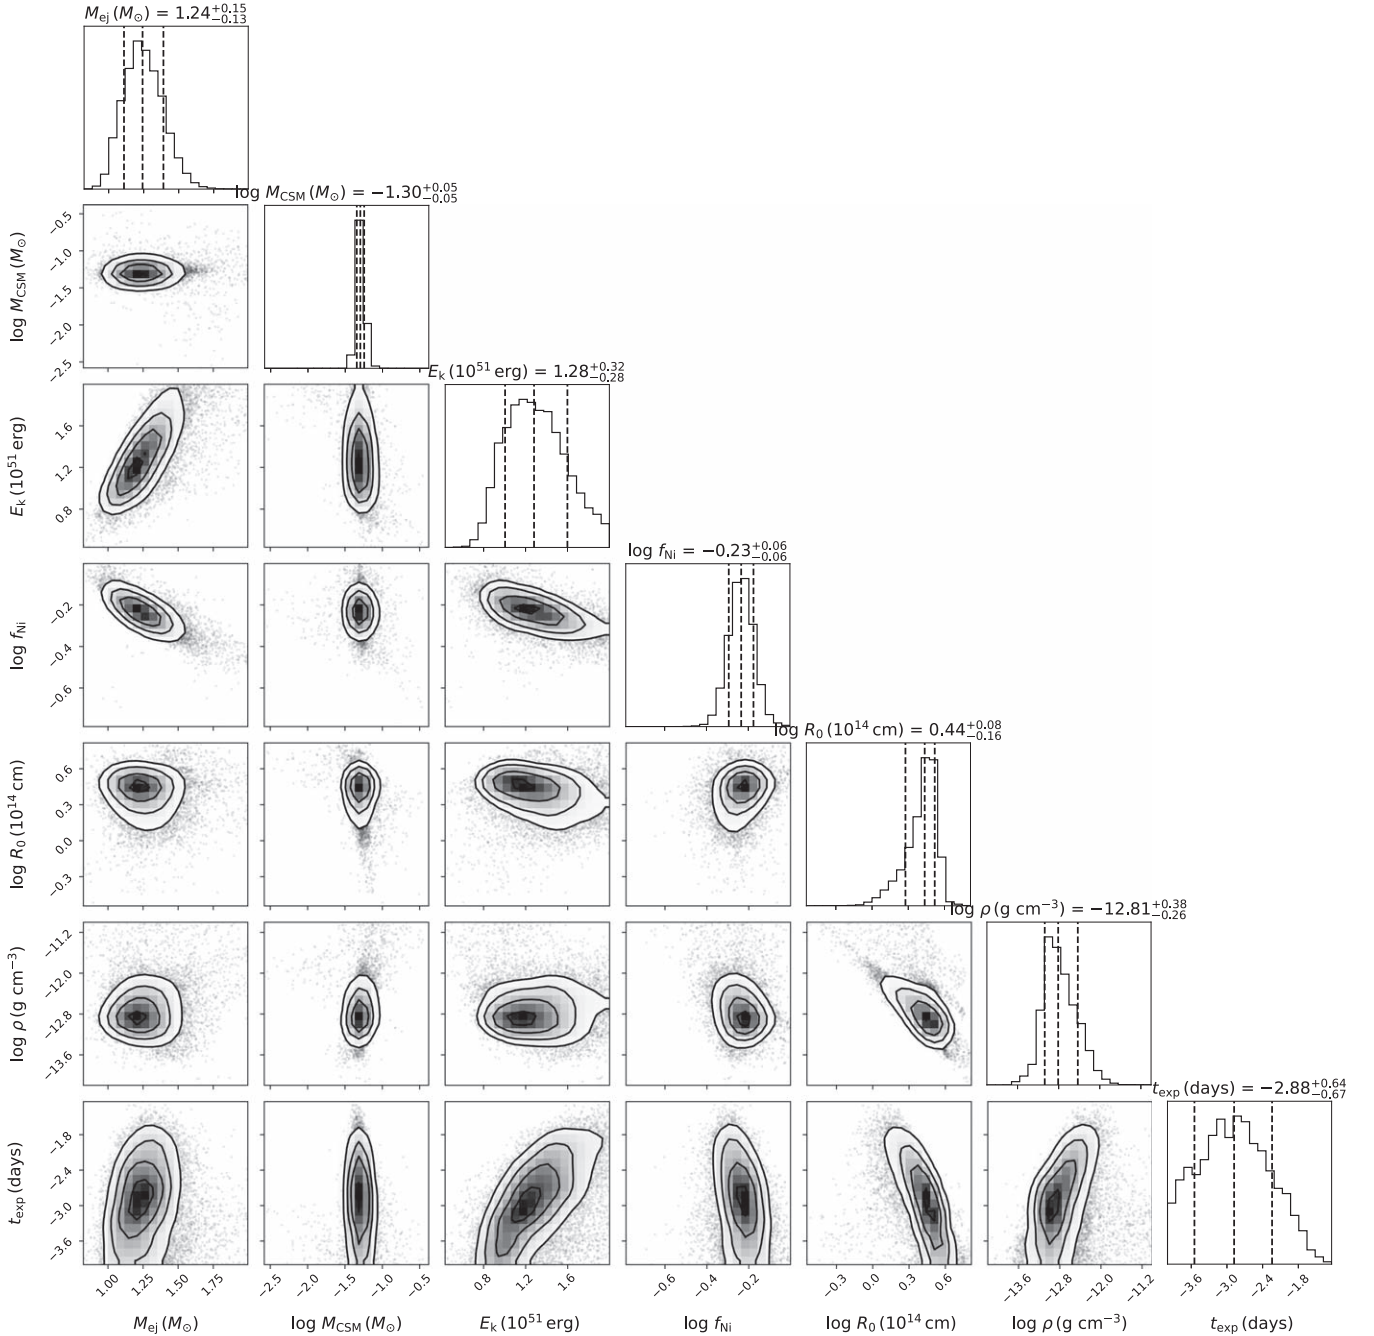 M_ej (M_⊙) = 1.24^{+0.15}_{−0.13}
log M_CSM (M_⊙) = −1.30^{+0.05}_{−0.05}
log M_CSM (M_⊙)
−0.5
−1.0
−1.5
−2.0
−2.5
E_k (10^{51} erg) = 1.28^{+0.32}_{−0.28}
E_k (10^{51} erg)
1.6
1.2
0.8
log f_Ni = −0.23^{+0.06}_{−0.06}
log f_Ni
−0.2
−0.4
−0.6
log R_0 (10^{14} cm) = 0.44^{+0.08}_{−0.16}
log R_0 (10^{14} cm)
0.6
0.3
0.0
−0.3
log ρ (g cm^{−3}) = −12.81^{+0.38}_{−0.26}
log ρ (g cm^{−3})
−11.2
−12.0
−12.8
−13.6
t_exp (days) = −2.88^{+0.64}_{−0.67}
t_exp (days)
−1.8
−2.4
−3.0
−3.6
1.00 1.25 1.50 1.75
−2.5 −2.0 −1.5 −1.0 −0.5
0.8 1.2 1.6
−0.6 −0.4 −0.2
−0.3 0.0 0.3 0.6
−13.6 −12.8 −12.0 −11.2
−3.6 −3.0 −2.4 −1.8
M_ej (M_⊙)
log M_CSM (M_⊙)
E_k (10^{51} erg)
log f_Ni
log R_0 (10^{14} cm)
log ρ (g cm^{−3})
t_exp (days)